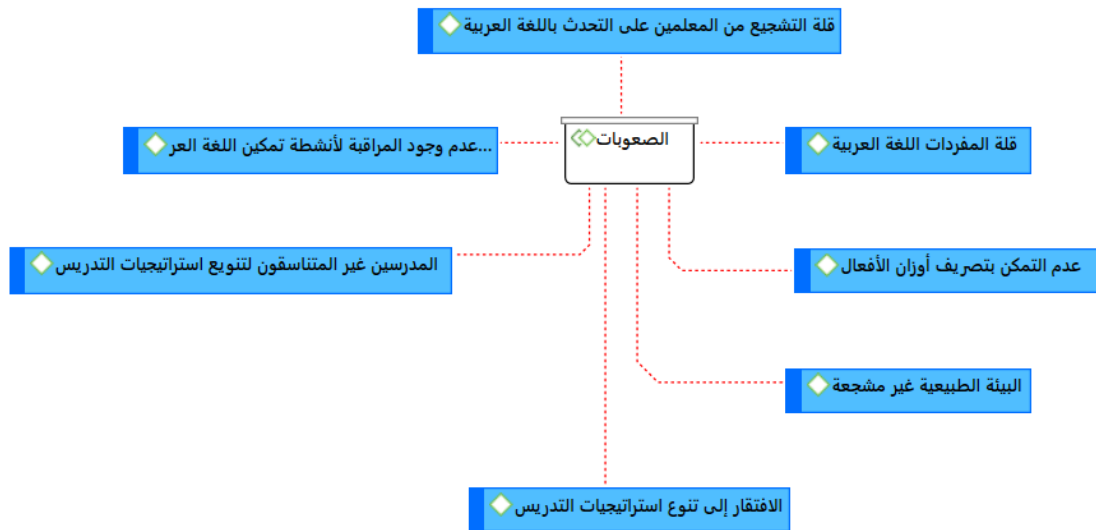 قلة التشجيع من المعلمين على التحدث باللغة العربية
الصعوبات
قلة المفردات اللغة العربية
عدم وجود المراقبة لأنشطة تمكين اللغة العر...
عدم التمكن بتصريف أوزان الأفعال
المدرسين غير المتناسقون لتنويع استراتيجيات التدريس
البيئة الطبيعية غير مشجعة
الافتقار إلى تنوع استراتيجيات التدريس